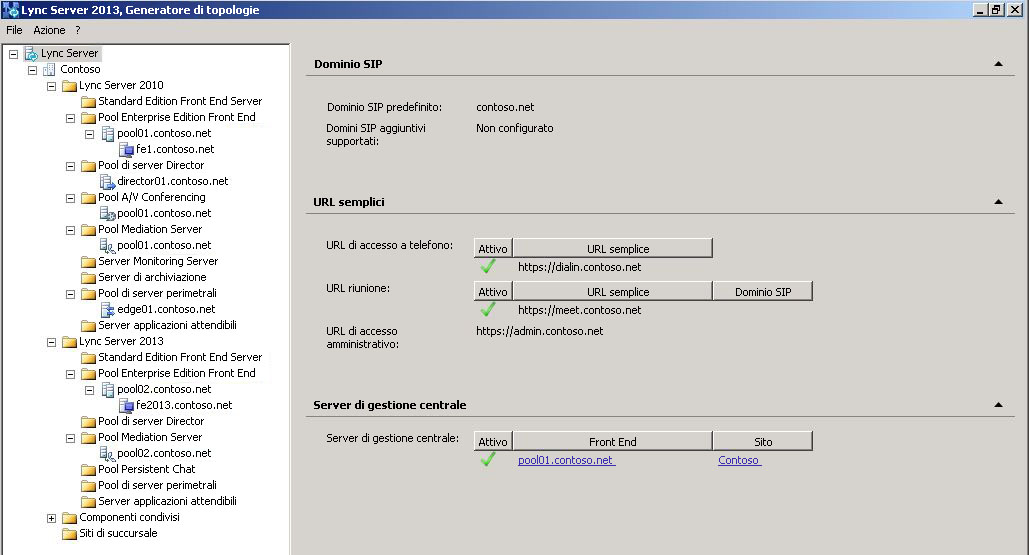 Lync Server 2013, Generatore di topologie
File Azione ?
Lync Server
Contoso
Lync Server 2010
Standard Edition Front End Server
Pool Enterprise Edition Front End
pool01.contoso.net
fe1.contoso.net
Pool di server Director
director01.contoso.net
Pool A/V Conferencing
pool01.contoso.net
Pool Mediation Server
pool01.contoso.net
Server Monitoring Server
Server di archiviazione
Pool di server perimetrali
edge01.contoso.net
Server applicazioni attendibili
Lync Server 2013
Standard Edition Front End Server
Pool Enterprise Edition Front End
pool02.contoso.net
fe2013.contoso.net
Pool di server Director
Pool Mediation Server
pool02.contoso.net
Pool Persistent Chat
Pool di server perimetrali
Server applicazioni attendibili
Componenti condivisi
Siti di succursale
Dominio SIP
Dominio SIP predefinito: contoso.net
Domini SIP aggiuntivi Non configurato
supportati:
URL semplici
URL di accesso a telefono: Attivo URL semplice
https://dialin.contoso.net
URL riunione: Attivo URL semplice Dominio SIP
https://meet.contoso.net
URL di accesso https://admin.contoso.net
amministrativo:
Server di gestione centrale
Server di gestione centrale: Attivo Front End Sito
pool01.contoso.net Contoso